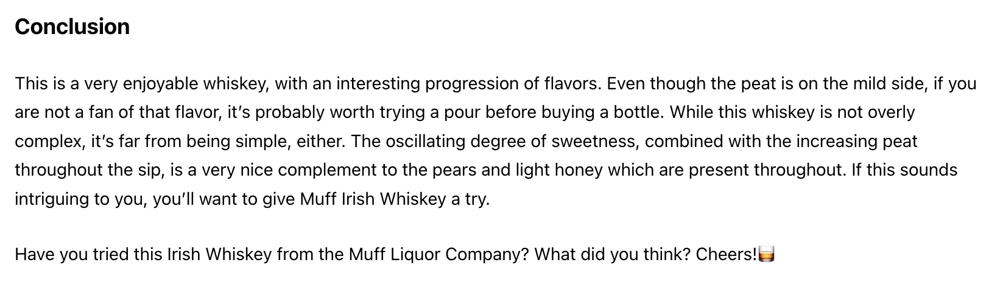 Conclusion
This is a very enjoyable whiskey, with an interesting progression of flavors. Even though the peat is on the mild side, if you
are not a fan of that flavor, it’s probably worth trying a pour before buying a bottle. While this whiskey is not overly
complex, it’s far from being simple, either. The oscillating degree of sweetness, combined with the increasing peat
throughout the sip, is a very nice complement to the pears and light honey which are present throughout. If this sounds
intriguing to you, you’ll want to give Muff Irish Whiskey a try.
Have you tried this Irish Whiskey from the Muff Liquor Company? What did you think? Cheers!🥃